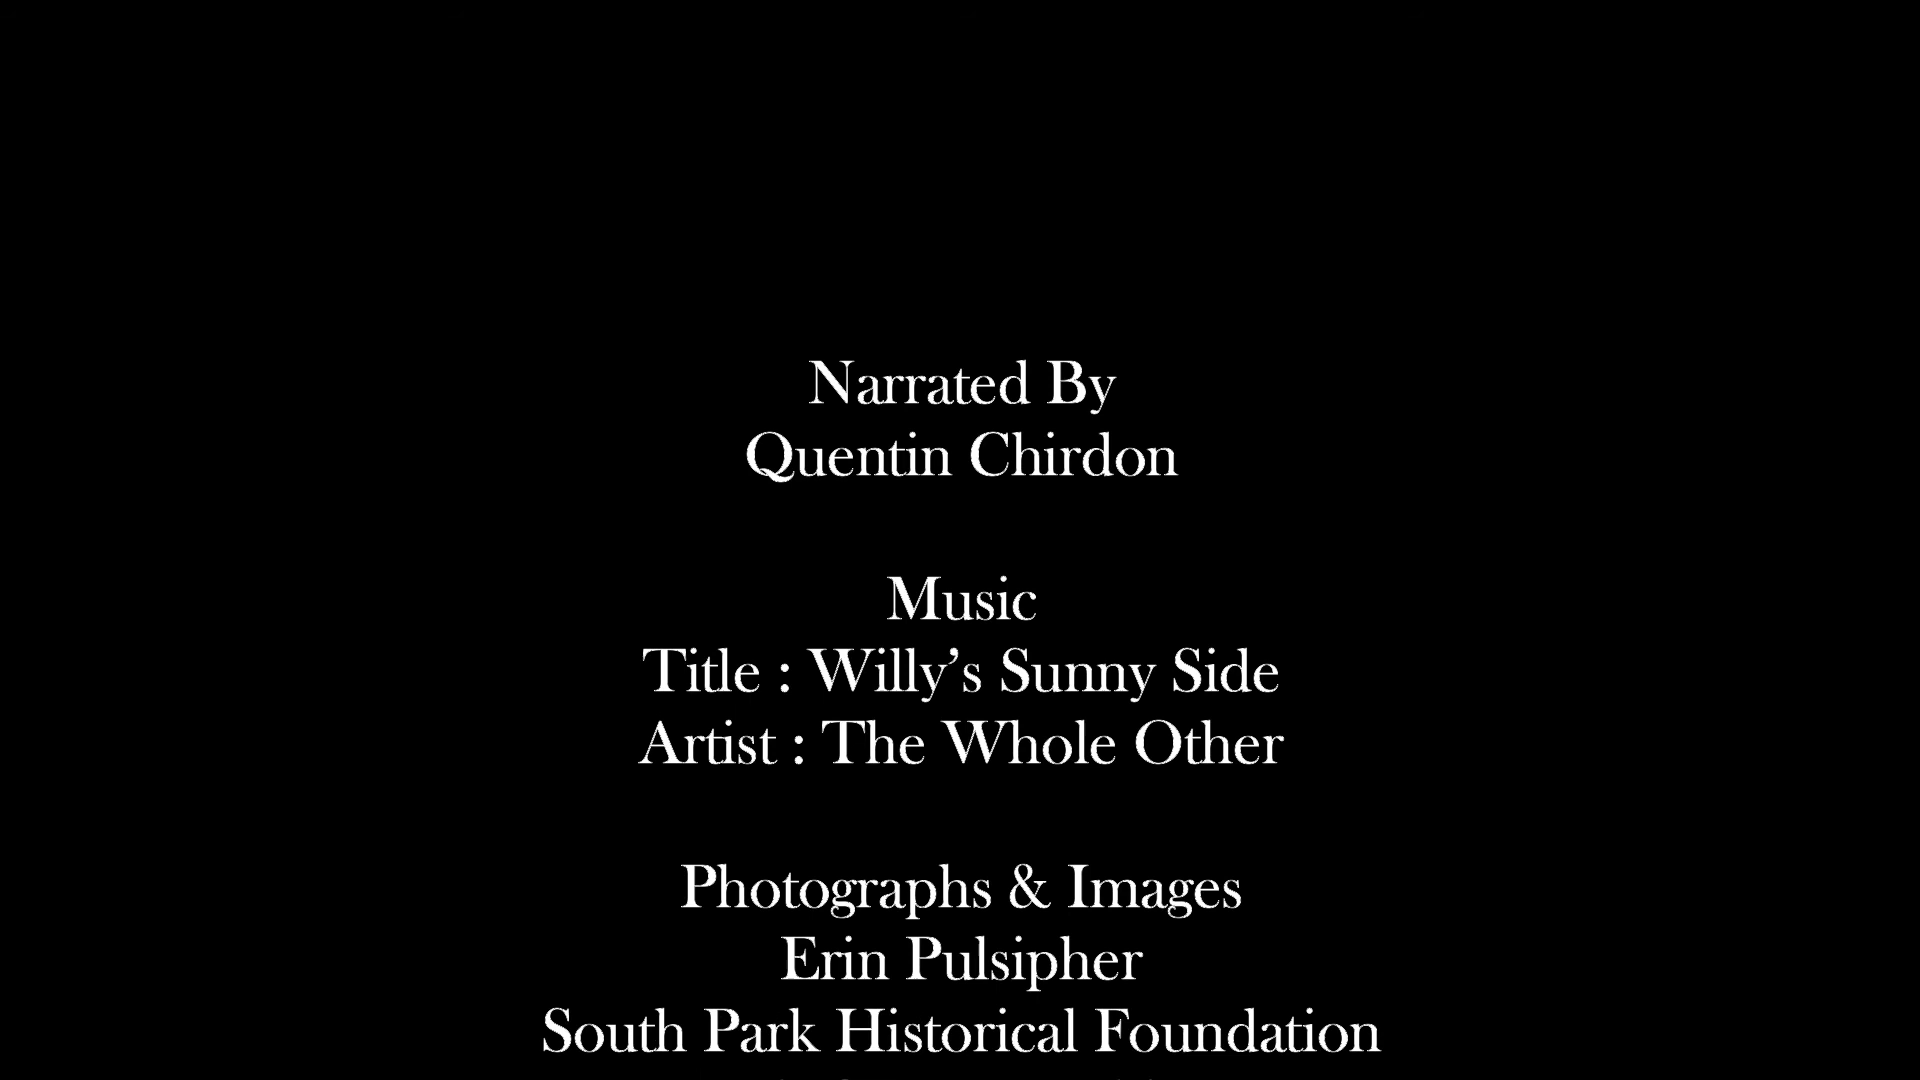 Narrated By
Quentin Chirdon
Music
Title : Willy's Sunny Side
Artist : The Whole Other
Photographs & Images
Erin Pulsipher
South Park Historical Foundation